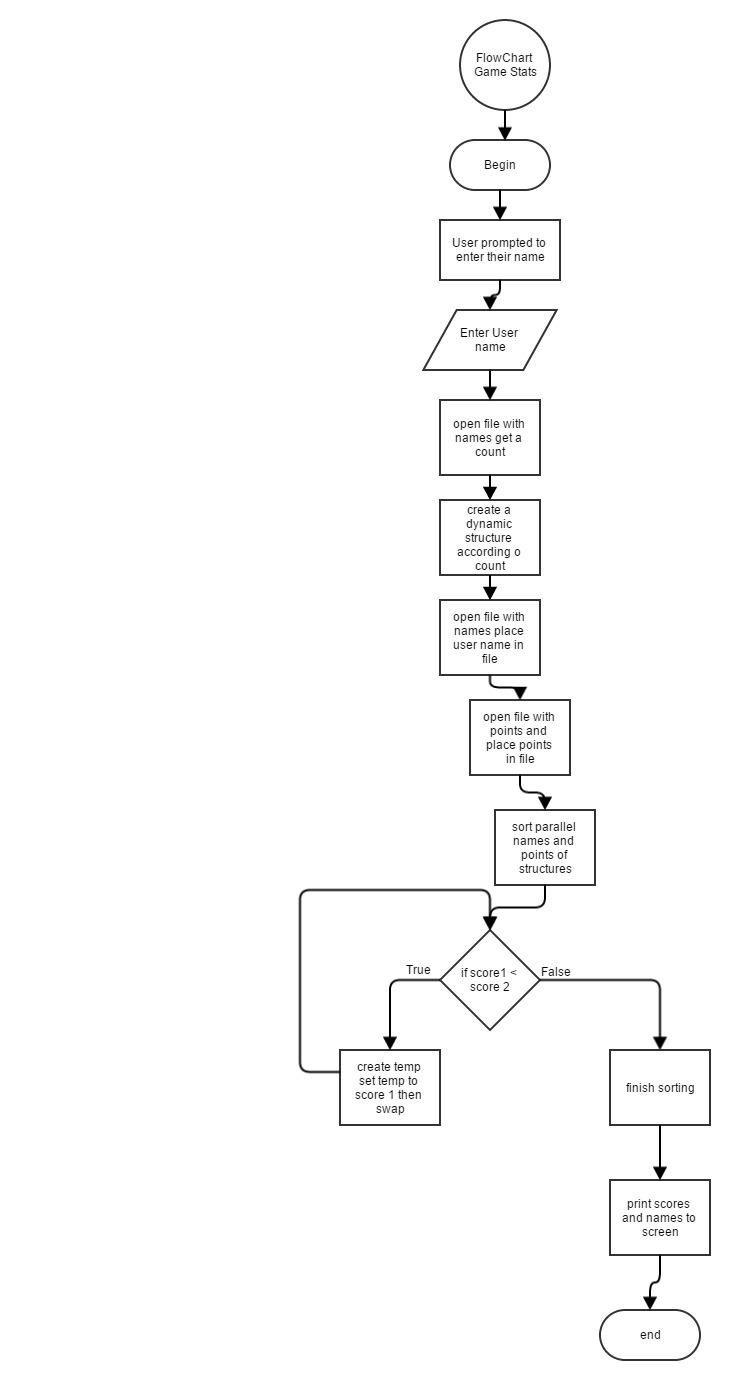 FlowChart
Game Stats
Begin
User prompted to
enter their name
Enter User
name
open file with
names get a
count
create a
dynamic
structure
according o
count
open file with
names place
user name in
file
open file with
points and
place points
in file
sort parallel
names and
points of
structures
if score1 <
score 2
True
False
create temp
set temp to
score 1 then
swap
finish sorting
print scores
and names to
screen
end